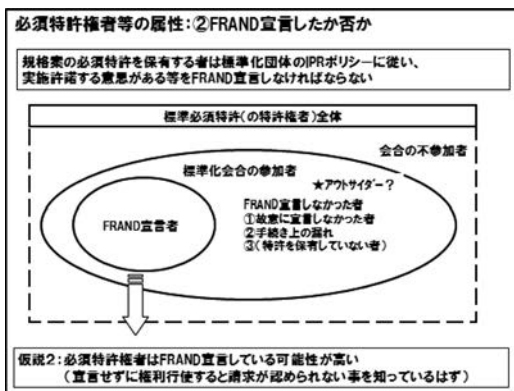 必須特許権者等の属性:②FRAND宣言したか否か
規格案の必須特許を保有する者は標準化団体のIPRポリシーに従い、
実施許諾する意思がある等をFRAND宣言しなければならない
標準必須特許(の特許権者)全体
会合の不参加者
標準化会合の参加者
★アウトサイダー?
FRAND宣言しなかった者
①故意に宣言しなかった者
②手続き上の漏れ
③(特許を保有していない者)
FRAND宣言者
仮説2:必須特許権者はFRAND宣言している可能性が高い
(宣言せずに権利行使すると請求が認められない事を知っているはず)